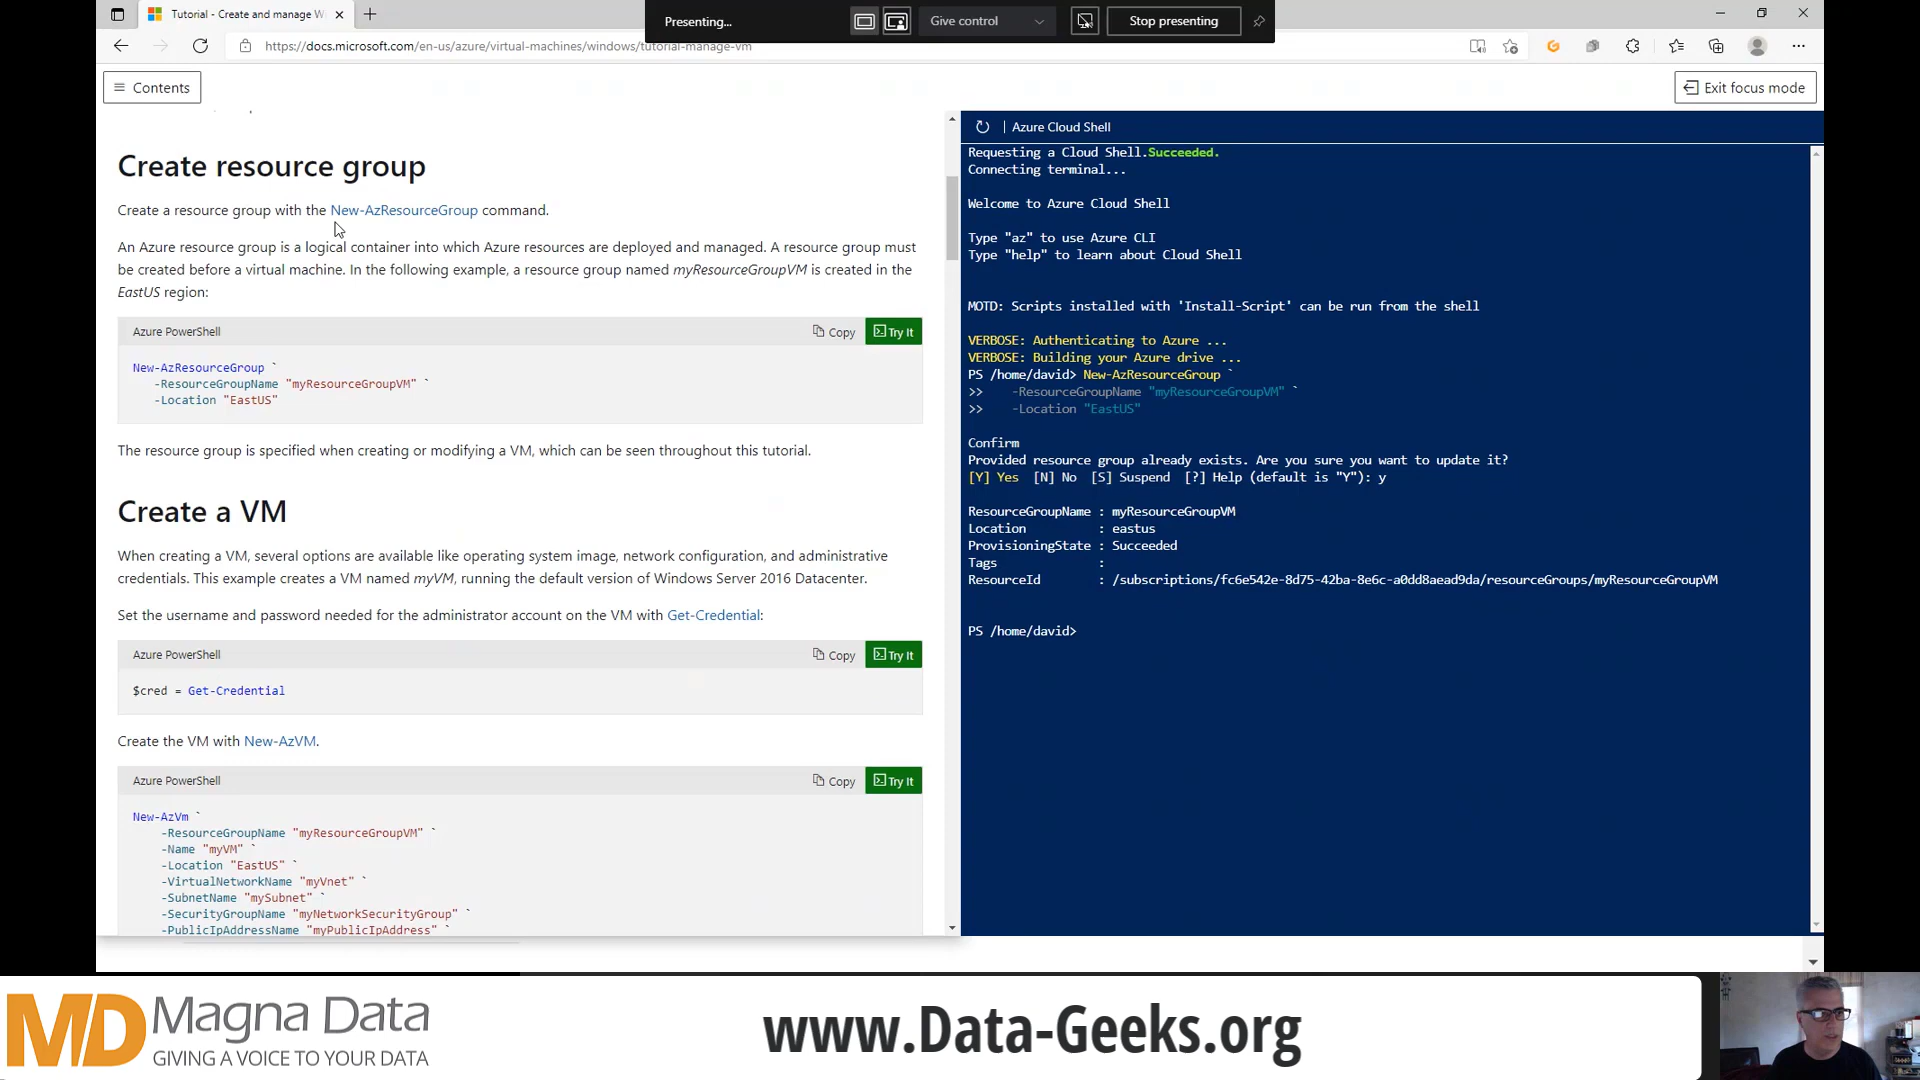 Tutorial - Create and manage W
Presenting...
Give control
Stop presenting
https://docs.microsoft.com/en-us/azure/virtual-machines/windows/tutorial-manage-vm
Contents
Exit focus mode
Create resource group
Create a resource group with the New-AzResourceGroup command.
An Azure resource group is a logical container into which Azure resources are deployed and managed. A resource group must
be created before a virtual machine. In the following example, a resource group named myResourceGroupVM is created in the
EastUS region:
Azure PowerShell
Copy
Try It
New-AzResourceGroup `
-ResourceGroupName "myResourceGroupVM" `
-Location "EastUS"
The resource group is specified when creating or modifying a VM, which can be seen throughout this tutorial.
Create a VM
When creating a VM, several options are available like operating system image, network configuration, and administrative
credentials. This example creates a VM named myVM, running the default version of Windows Server 2016 Datacenter.
Set the username and password needed for the administrator account on the VM with Get-Credential:
Azure PowerShell
Copy
Try It
$cred = Get-Credential
Create the VM with New-AzVM.
Azure PowerShell
Copy
Try It
New-AzVm `
-ResourceGroupName "myResourceGroupVM" `
-Name "myVM" `
-Location "EastUS" `
-VirtualNetworkName "myVnet" `
-SubnetName "mySubnet" `
-SecurityGroupName "myNetworkSecurityGroup" `
-PublicIpAddressName "myPublicIpAddress" `
Azure Cloud Shell
Requesting a Cloud Shell.Succeeded.
Connecting terminal...
Welcome to Azure Cloud Shell
Type "az" to use Azure CLI
Type "help" to learn about Cloud Shell
MOTD: Scripts installed with 'Install-Script' can be run from the shell
VERBOSE: Authenticating to Azure ...
VERBOSE: Building your Azure drive ...
PS /home/david> New-AzResourceGroup `
>> -ResourceGroupName "myResourceGroupVM" `
>> -Location "EastUS"
Confirm
Provided resource group already exists. Are you sure you want to update it?
[Y] Yes [N] No [S] Suspend [?] Help (default is "Y"): y
ResourceGroupName : myResourceGroupVM
Location : eastus
ProvisioningState : Succeeded
Tags :
ResourceId : /subscriptions/fc6e542e-8d75-42ba-8e6c-a0dd8aead9da/resourceGroups/myResourceGroupVM
PS /home/david>
MD Magna Data
GIVING A VOICE TO YOUR DATA
www.Data-Geeks.org